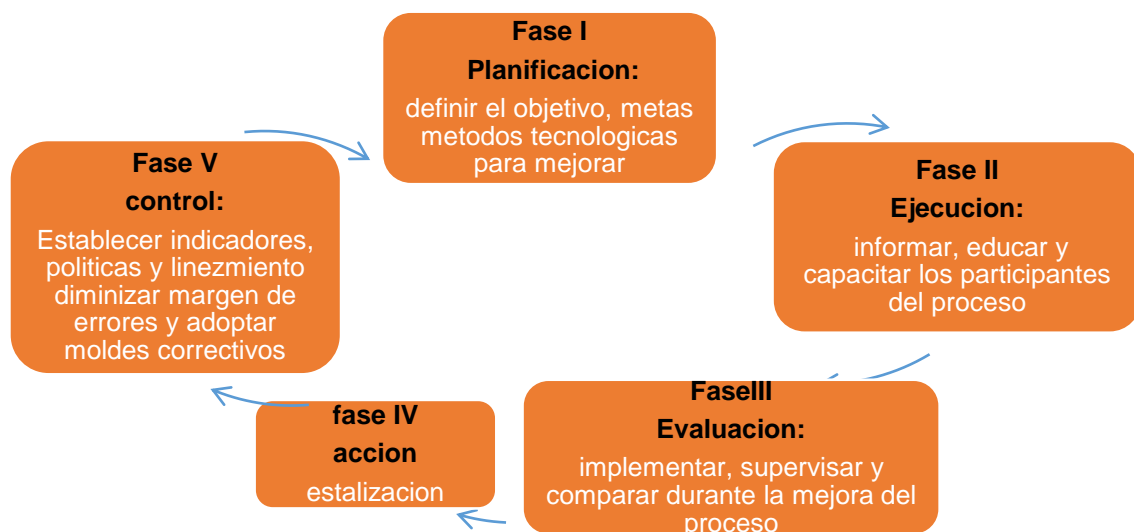 Fase I
Planificacion:
definir el objetivo, metas
metodos tecnologicas
para mejorar
Fase II
Ejecucion:
informar, educar y
capacitar los participantes
del proceso
FaseIII
Evaluacion:
implementar, supervisar y
comparar durante la mejora del
proceso
fase IV
accion
estalizacion
Fase V
control:
Establecer indicadores,
politicas y linezmiento
diminizar margen de
errores y adoptar
moldes correctivos